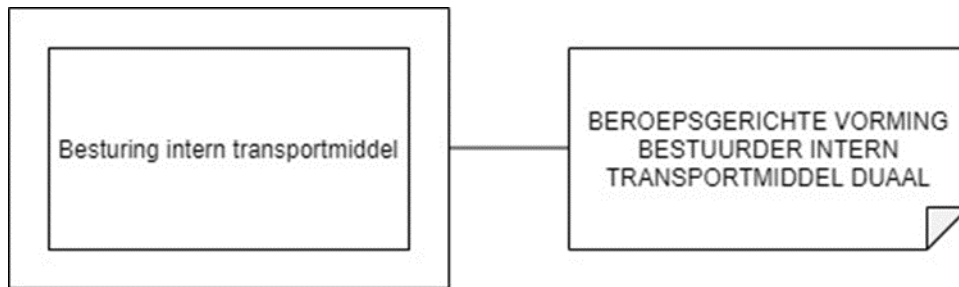 Besturing intern transportmiddel
BEROEPSGERICHTE VORMING
BESTUURDER INTERN
TRANSPORTMIDDEL DUAAL